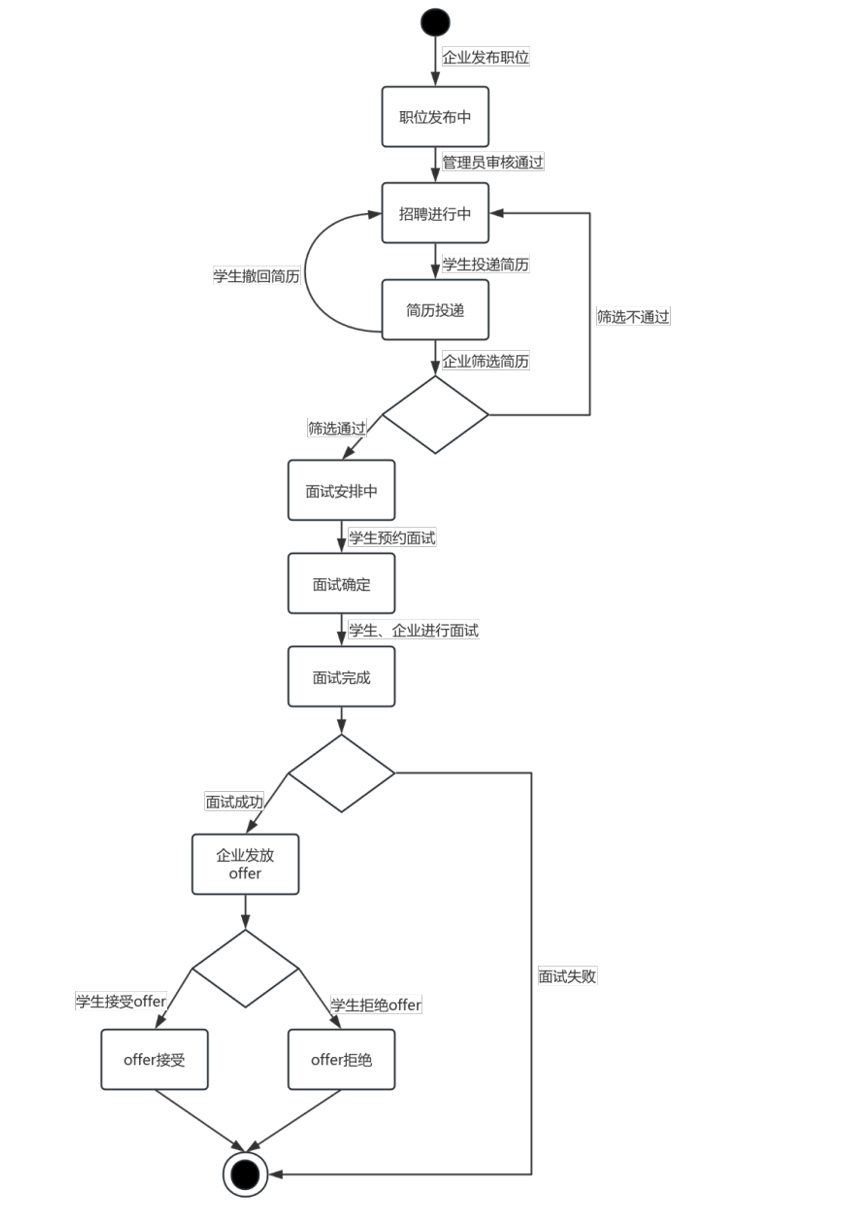 企业发布职位
职位发布中
管理员审核通过
招聘进行中
学生投递简历
学生撤回简历
简历投递
筛选不通过
企业筛选简历
筛选通过
面试安排中
学生预约面试
面试确定
学生、企业进行面试
面试完成
面试成功
企业发放
offer
面试失败
学生接受offer
学生拒绝offer
offer接受
offer拒绝